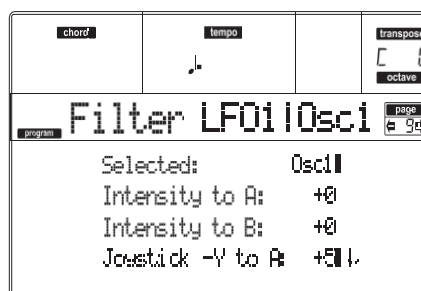 chord tempo transpose
C
octave
program Filter LFO1!Osc1 page
Selected: Osc1
Intensity to A: +0
Intensity to B: +0
Joystick -Y to A: +5